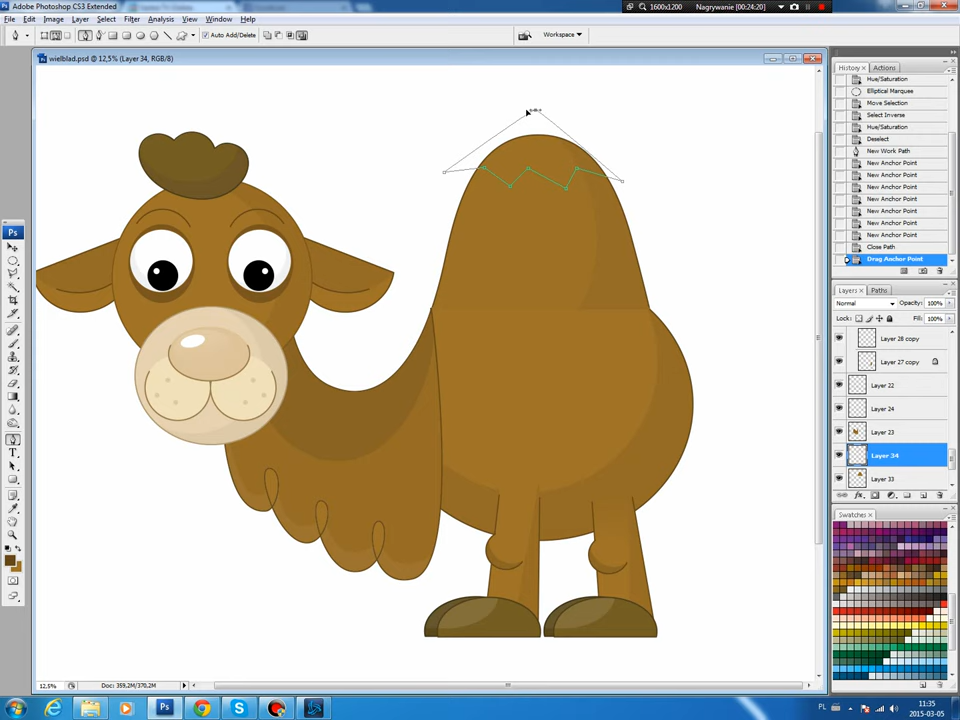 Adobe Photoshop CS3 Extended
1600x1200
Nagrywanie [00:24:20]
File Edit Image Layer Select Filter Analysis View Window Help
Auto Add/Delete
Workspace
wielblad.psd @ 12,5% (Layer 34, RGB/8)
History Actions
Hue/Saturation
Elliptical Marquee
Move Selection
Select Inverse
Hue/Saturation
Deselect
New Work Path
New Anchor Point
New Anchor Point
New Anchor Point
New Anchor Point
New Anchor Point
New Anchor Point
New Anchor Point
Close Path
Drag Anchor Point
Layers Paths
Normal Opacity: 100%
Lock: Fill: 100%
Layer 28 copy
Layer 27 copy
Layer 22
Layer 24
Layer 23
Layer 34
Layer 33
Swatches
12,5% Doc: 359,2M/370,2M
PL
11:35
2015-03-05